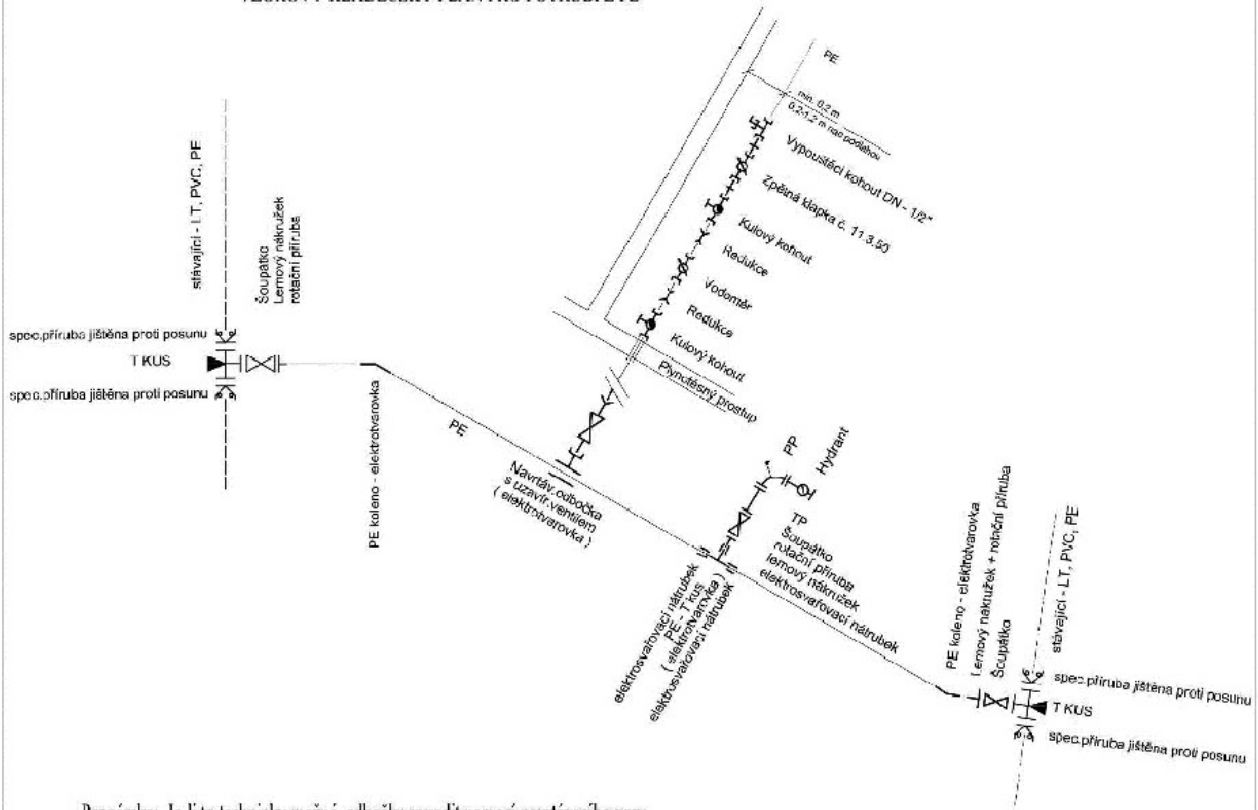 PE
min. 0,2 m
0,2-1,2 m nad podlahou
Vypouštěcí kohout DN - 1/2"
Zpětná klapka č. 11.3.50
Kulový kohout
Redukce
Vodoměr
Redukce
Kulový kohout
Plynotěsný prostup
stávající - LT, PVC, PE
Šoupátko
Lemový nákružek
rotační příruba
spec.příruba jištěna proti posunu
T KUS
spec.příruba jištěna proti posunu
PE koleno - elektrotvarovka
PE
Navrtáv.odbočka
s uzavír.ventilem
( elektrotvarovka )
PP
Hydrant
TP
Šoupátko
rotační příruba
lemový nákružek
elektrosvařovací nátrubek
elektrosvařovací nátrubek
PE - T kus
( elektrotvarovka )
elektrosvařovací nátrubek
PE koleno - elektrotvarovka
Lemový nákružek + rotační příruba
Šoupátko
stávající - LT, PVC, PE
spec.příruba jištěna proti posunu
T KUS
spec.příruba jištěna proti posunu